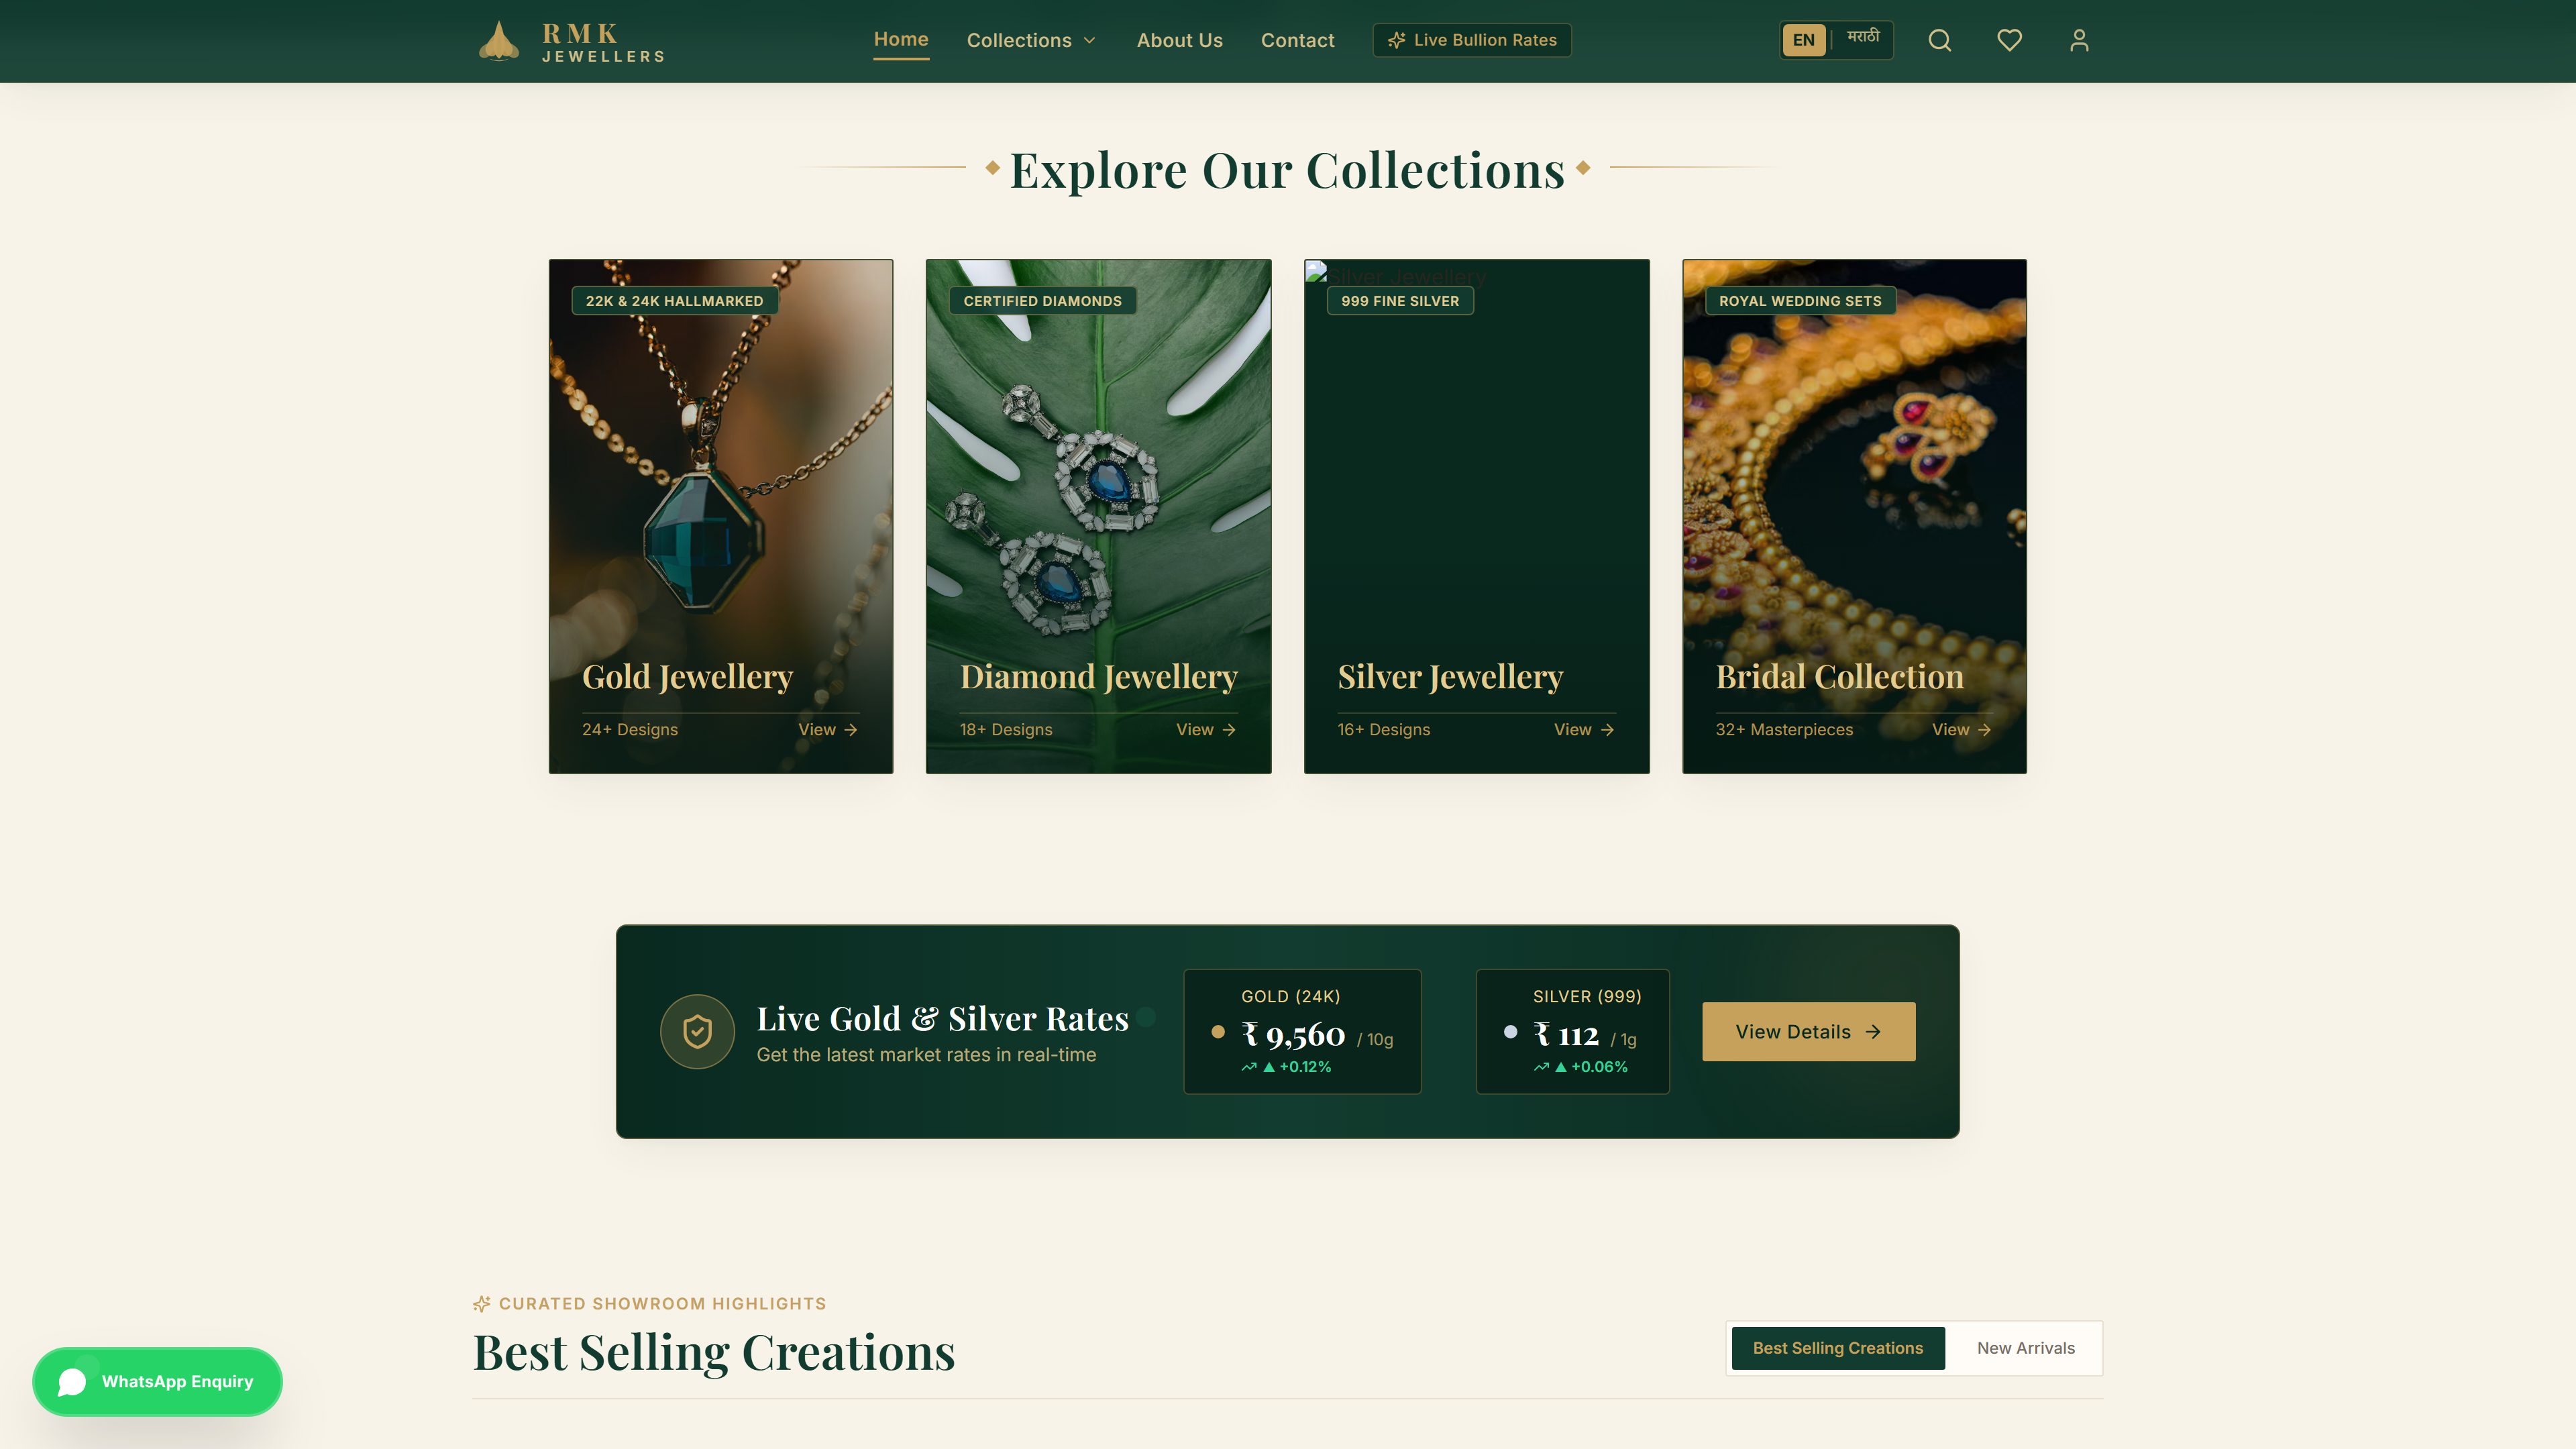 RMK
JEWELLERS
Home
Collections
About Us
Contact
Live Bullion Rates
EN
मराठी
Explore Our Collections
Silver Jewellery
22K & 24K HALLMARKED
CERTIFIED DIAMONDS
999 FINE SILVER
ROYAL WEDDING SETS
Gold Jewellery
24+ Designs
View →
Diamond Jewellery
18+ Designs
View →
Silver Jewellery
16+ Designs
View →
Bridal Collection
32+ Masterpieces
View →
Live Gold & Silver Rates
Get the latest market rates in real-time
GOLD (24K)
₹ 9,560 / 10g
▲ +0.12%
SILVER (999)
₹ 112 / 1g
▲ +0.06%
View Details →
CURATED SHOWROOM HIGHLIGHTS
Best Selling Creations
Best Selling Creations
New Arrivals
WhatsApp Enquiry